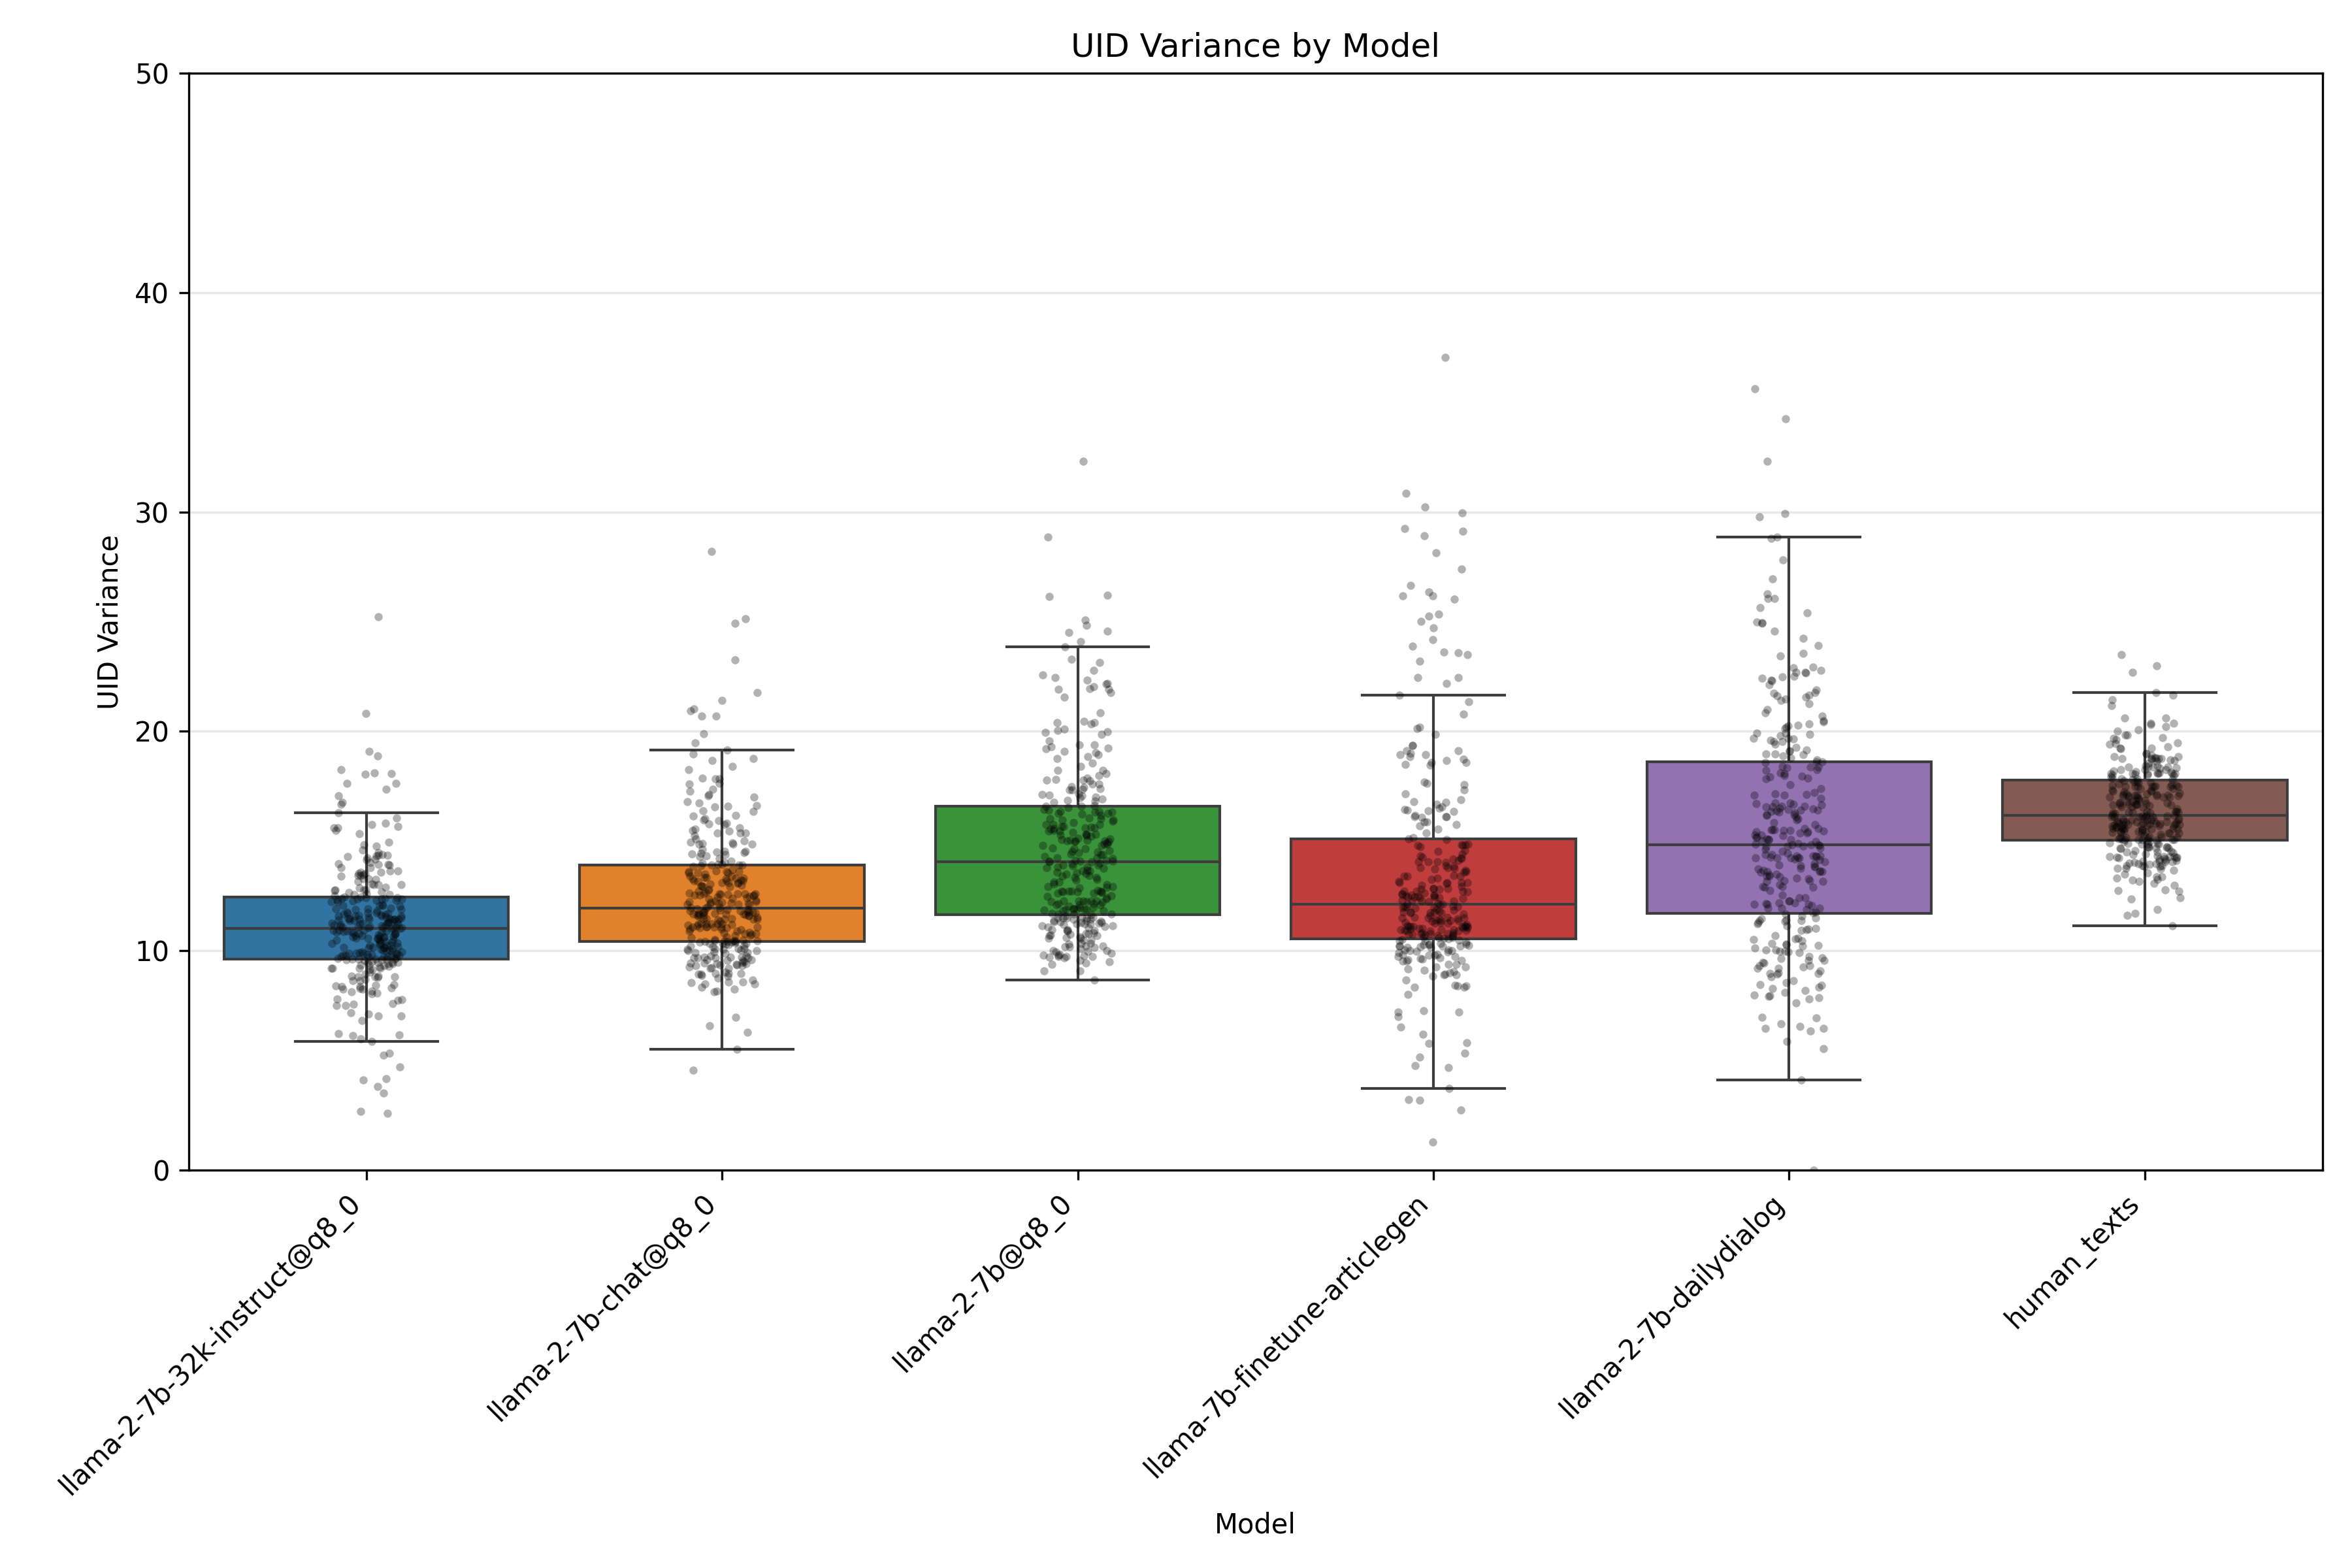 UID Variance by Model
UID Variance
50
40
30
20
10
0
llama-2-7b-32k-instruct@q8_0
llama-2-7b-chat@q8_0
llama-2-7b@q8_0
llama-7b-finetune-articlegen
llama-2-7b-dailydialog
human_texts
Model